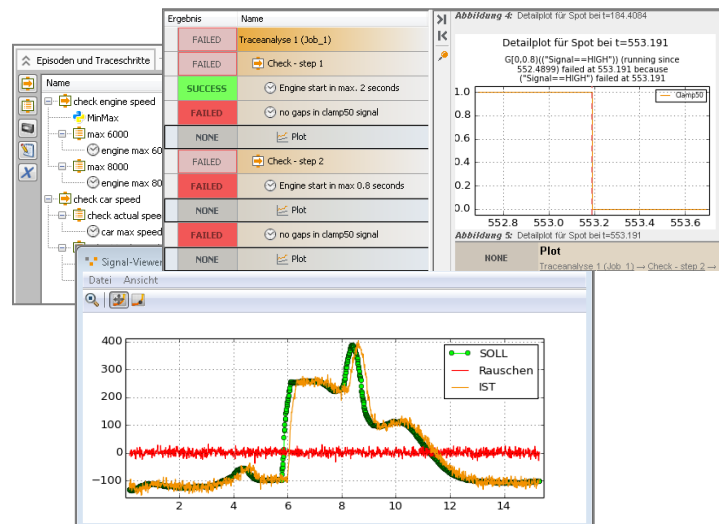 Episoden und Traceschritte
Name
check engine speed
MinMax
max 6000
engine max 60
max 8000
engine max 80
check car speed
check actual spee
car max speed
Ergebnis Name
FAILED Traceanalyse 1 (Job_1)
FAILED Check - step 1
SUCCESS Engine start in max. 2 seconds
FAILED no gaps in clamp50 signal
NONE Plot
FAILED Check - step 2
FAILED Engine start in max 0.8 seconds
NONE Plot
FAILED no gaps in clamp50 signal
NONE Plot
Abbildung 4: Detailplot für Spot bei t=184.4084
Detailplot für Spot bei t=553.191
G[0,0.8)(("Signal==HIGH")) (running since
552.4899) failed at 553.191 because
("Signal==HIGH") failed at 553.191
Clamp50
1.0
0.8
0.6
0.4
0.2
0.0
552.8 553.0 553.2 553.4 553.6
Abbildung 5: Detailplot für Spot bei t=553.191
NONE Plot
Traceanalyse 1 (Job_1) → Check - step 2 →
Signal-Viewer
Datei Ansicht
400
300
200
100
0
−100
2 4 6 8 10 12 14
SOLL
Rauschen
IST